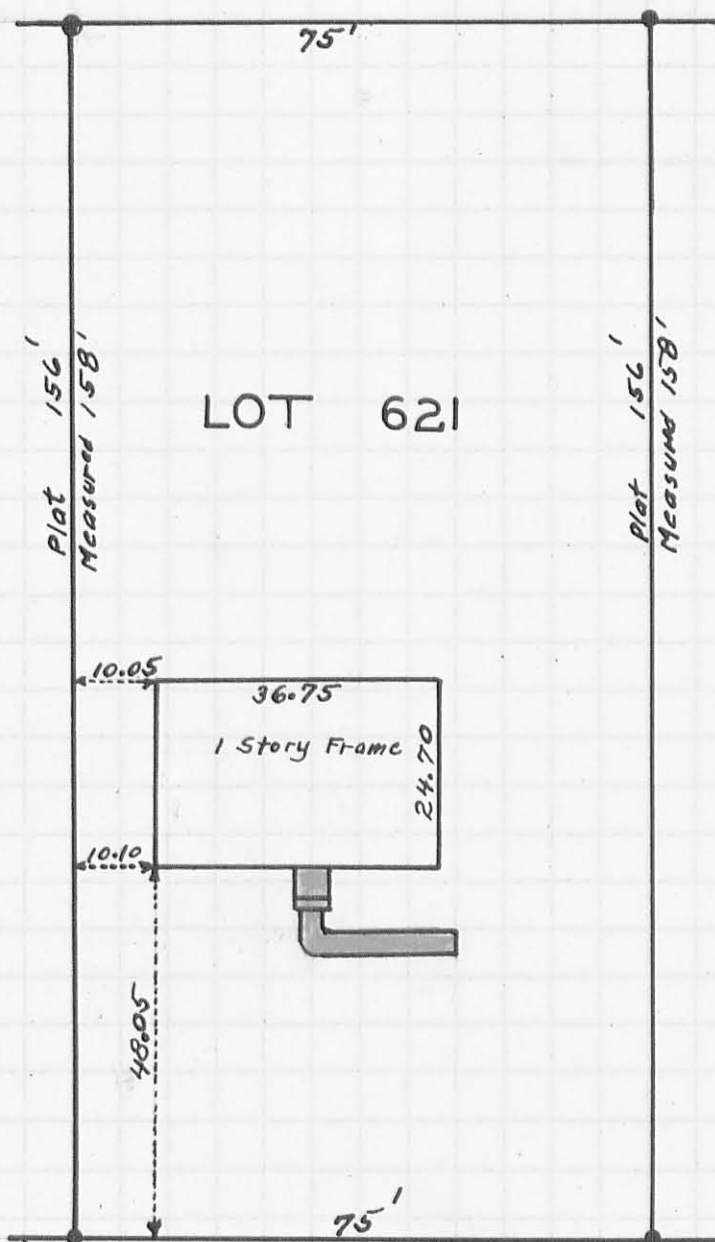 75'
Plat 156'
Measured 158'
LOT 621
Plat 156'
Measured 158'
10.05
36.75
1 Story Frame
24.70
10.10
48.05
75'